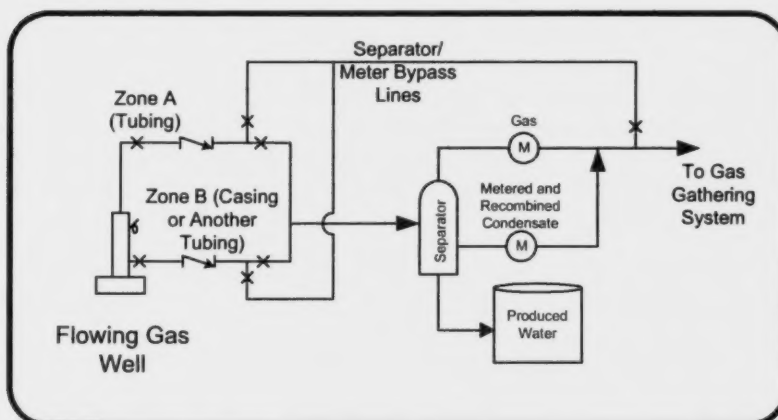 Separator/
Meter Bypass
Lines
Zone A
(Tubing)
Gas
M
Zone B (Casing
or Another
Tubing)
Metered and
Recombined
Condensate
M
Separator
To Gas
Gathering
System
Produced
Water
Flowing Gas
Well